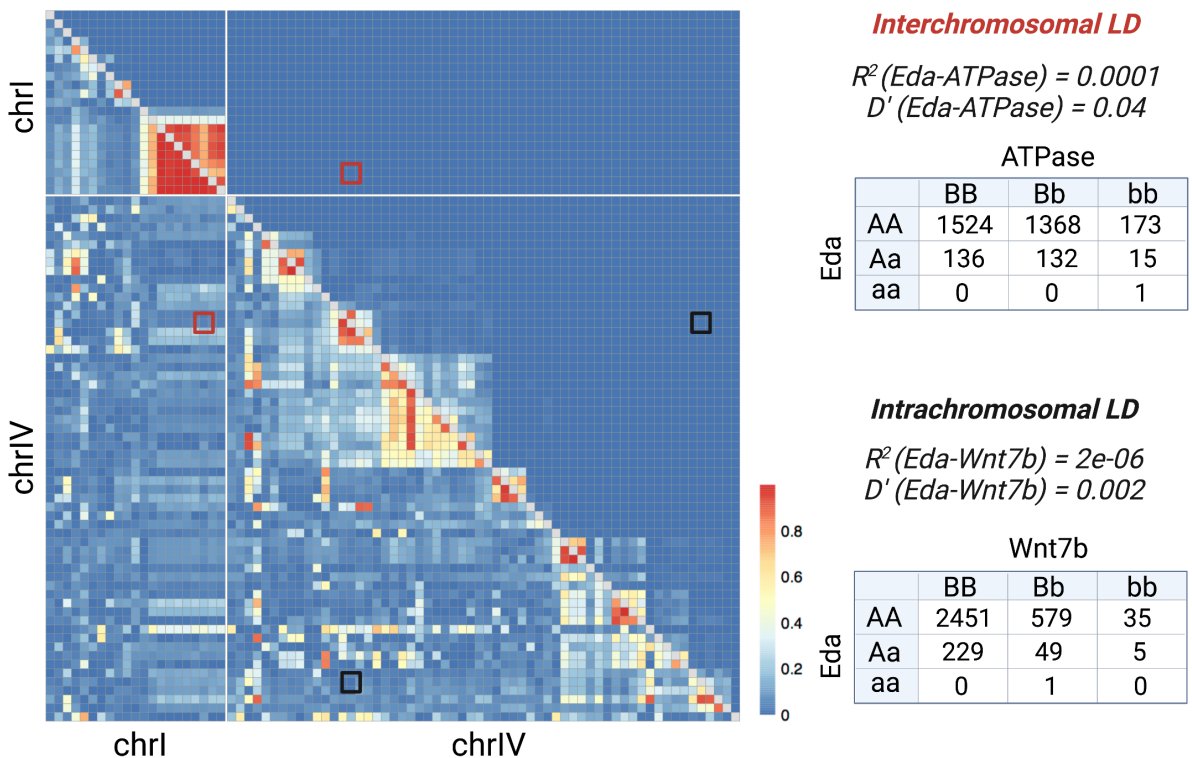 chrI
chrIV
chrI
chrIV
0.8
0.6
0.4
0.2
0
Interchromosomal LD
R² (Eda-ATPase) = 0.0001
D' (Eda-ATPase) = 0.04
ATPase
BB Bb bb
Eda
AA 1524 1368 173
Aa 136 132 15
aa 0 0 1
Intrachromosomal LD
R² (Eda-Wnt7b) = 2e-06
D' (Eda-Wnt7b) = 0.002
Wnt7b
BB Bb bb
Eda
AA 2451 579 35
Aa 229 49 5
aa 0 1 0